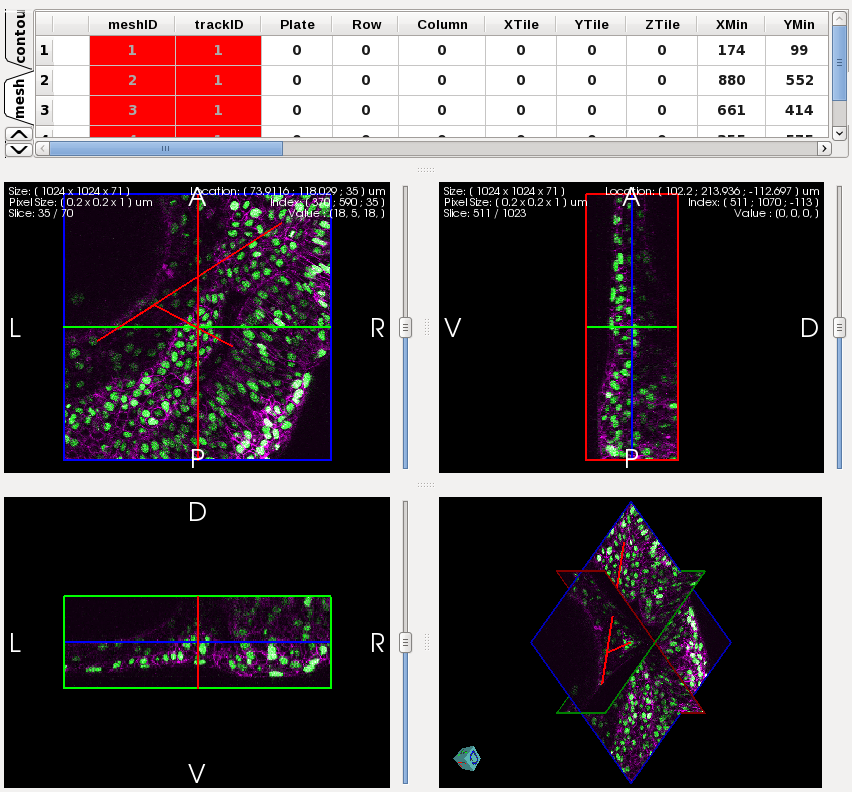 contou
mesh
meshID trackID Plate Row Column XTile YTile ZTile XMin YMin
1 1 1 0 0 0 0 0 0 174 99
2 2 1 0 0 0 0 0 0 880 552
3 3 1 0 0 0 0 0 0 661 414
Size: ( 1024 x 1024 x 71 ) Location: ( 73.9116 ; 118.029 ; 35 ) um
Pixel Size: ( 0.2 x 0.2 x 1 ) um Index: ( 370 ; 590 ; 35 )
Slice: 35 / 70 Value : (18, 5, 18, )
A
L R
P
Size: ( 1024 x 1024 x 71 ) Location: ( 102.2 ; 213.936 ; -112.697 ) um
Pixel Size: ( 0.2 x 0.2 x 1 ) um Index: ( 511 ; 1070 ; -113 )
Slice: 511 / 1023 Value : (0, 0, 0, )
A
V D
P
D
L R
V